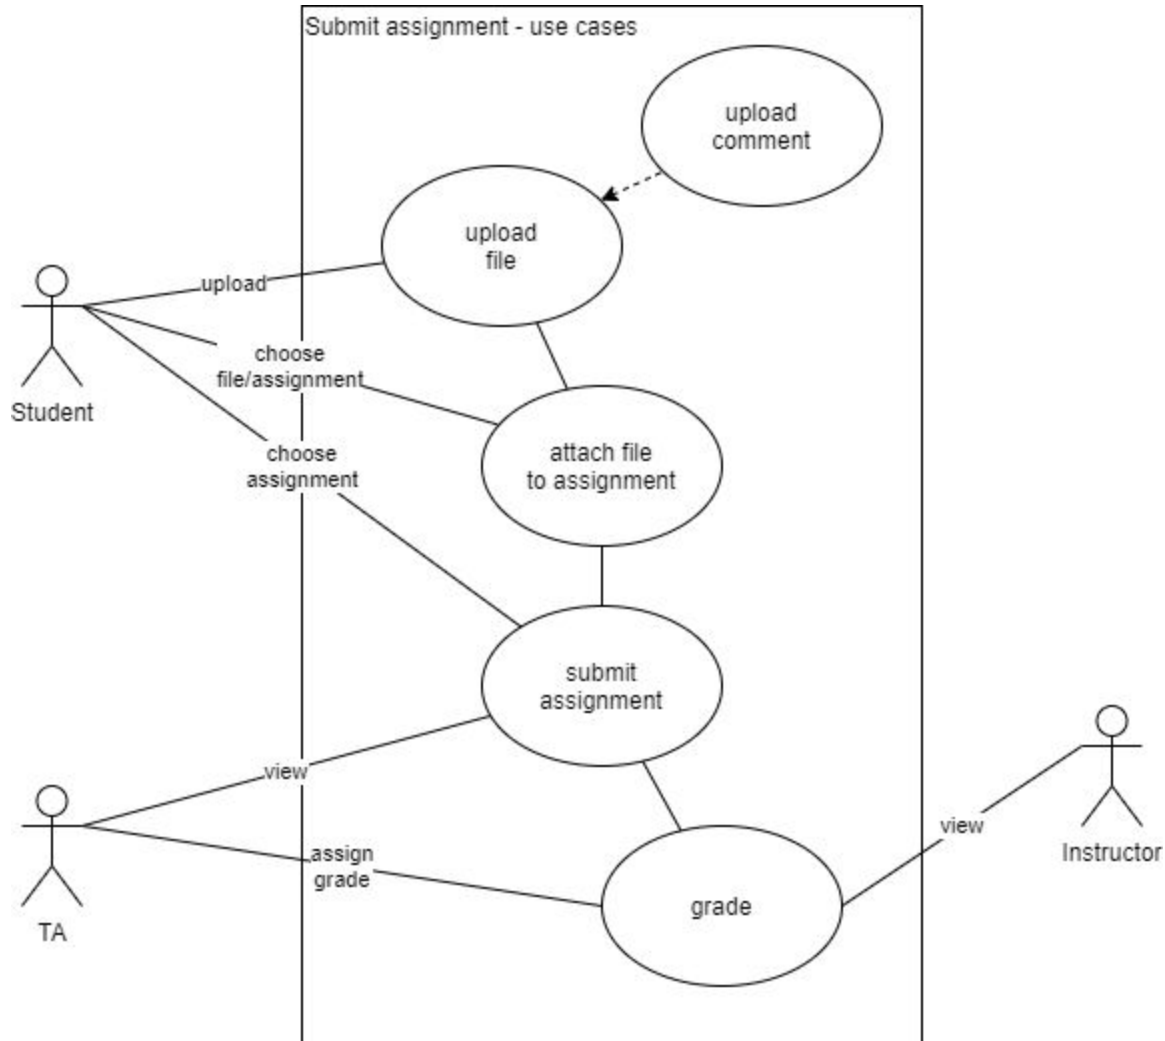 Submit assignment - use cases
upload
comment
upload
file
upload
choose
file/assignment
Student
choose
assignment
attach file
to assignment
submit
assignment
view
view
Instructor
assign
grade
grade
TA